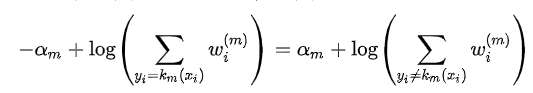 $-\alpha_m + \log\left(\sum_{y_i = k_m(x_i)} w_i^{(m)}\right) = \alpha_m + \log\left(\sum_{y_i \neq k_m(x_i)} w_i^{(m)}\right)$